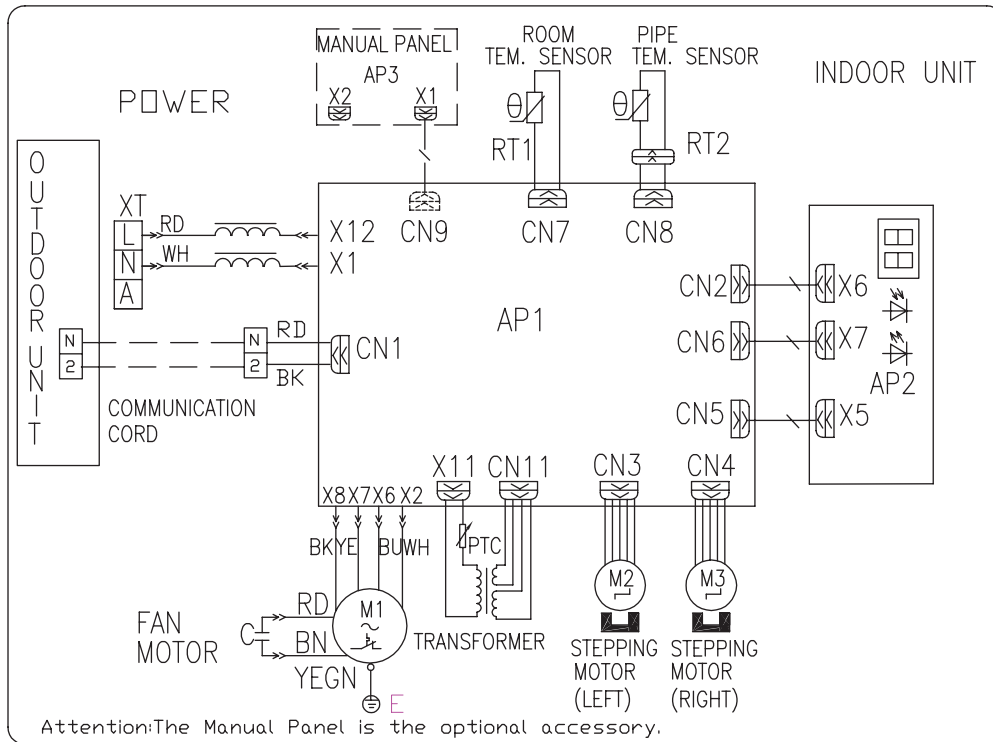 MANUAL PANEL
AP3
X2 X1
ROOM
TEM. SENSOR
PIPE
TEM. SENSOR
INDOOR UNIT
POWER
θ θ
RT1 RT2
OUTDOOR UNIT
XT
L RD X12
N WH X1
A
CN9 CN7 CN8
AP1
CN2 X6
CN6 X7
AP2
CN5 X5
N N RD CN1
2 2 BK
COMMUNICATION
CORD
X8 X7 X6 X2
X11 CN11 CN3 CN4
BK YE BU WH
PTC
M2 M3
RD M1
C
BN
YEGN
E
FAN
MOTOR
TRANSFORMER
STEPPING
MOTOR
(LEFT)
STEPPING
MOTOR
(RIGHT)
Attention:The Manual Panel is the optional accessory.